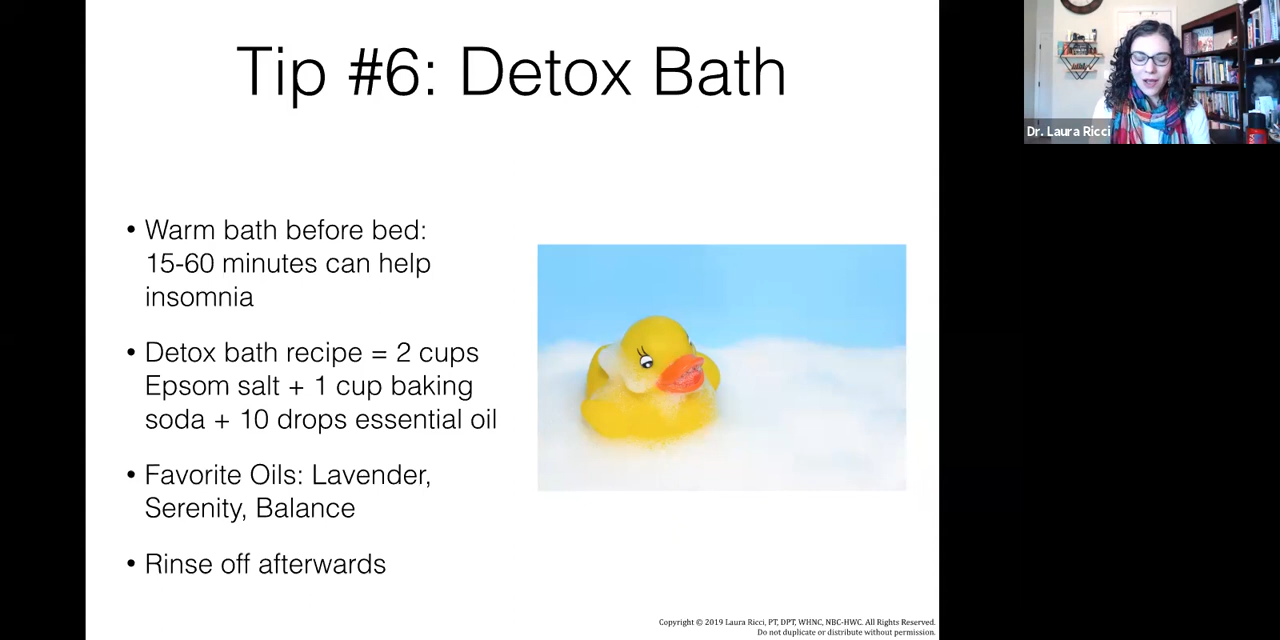 Tip #6: Detox Bath
Dr. Laura Ricci
• Warm bath before bed:
15-60 minutes can help
insomnia
• Detox bath recipe = 2 cups
Epsom salt + 1 cup baking
soda + 10 drops essential oil
• Favorite Oils: Lavender,
Serenity, Balance
• Rinse off afterwards
Copyright © 2019 Laura Ricci, PT, DPT, WHNC, NBC-HWC. All Rights Reserved.
Do not duplicate or distribute without permission.